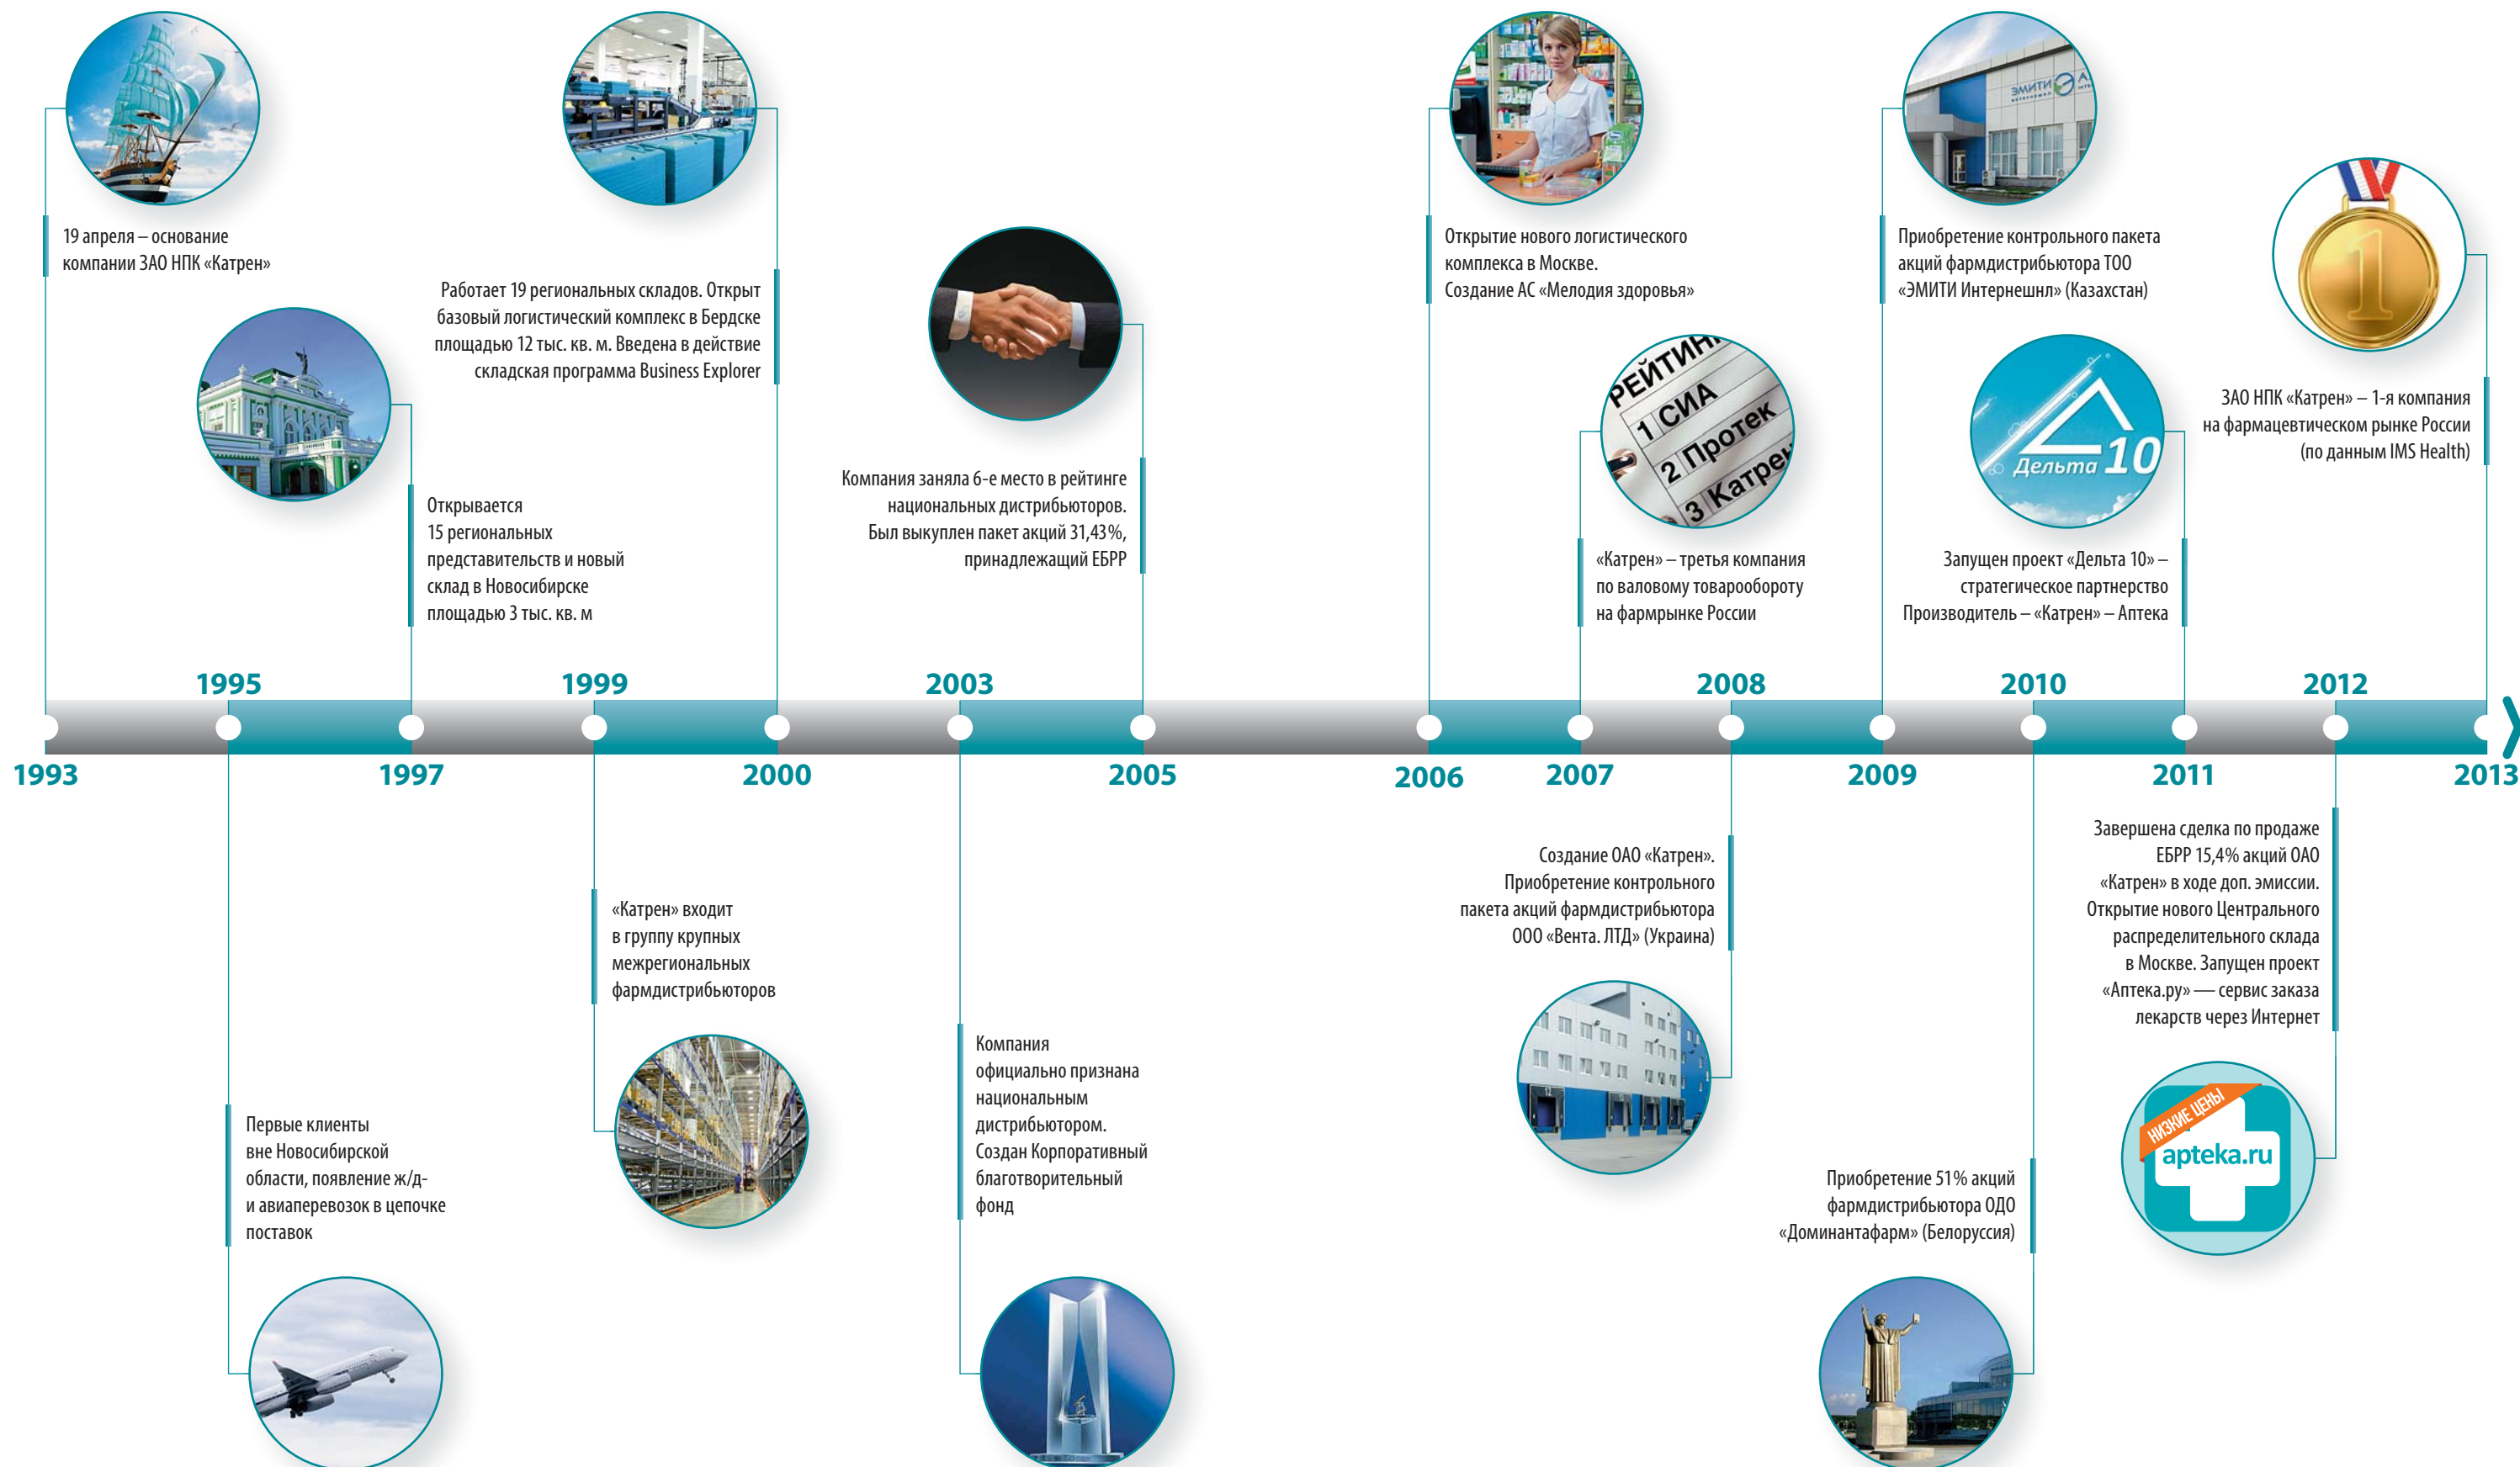 19 апреля – основание
компании ЗАО НПК «Катрен»
1993
Первые клиенты
вне Новосибирской
области, появление ж/д-
и авиаперевозок в цепочке
поставок
1995
Открывается
15 региональных
представительств и новый
склад в Новосибирске
площадью 3 тыс. кв. м
1997
«Катрен» входит
в группу крупных
межрегиональных
фармдистрибьюторов
1999
Работает 19 региональных складов. Открыт
базовый логистический комплекс в Бердске
площадью 12 тыс. кв. м. Введена в действие
складская программа Business Explorer
2000
Компания
официально признана
национальным
дистрибьютором.
Создан Корпоративный
благотворительный
фонд
2003
Компания заняла 6-е место в рейтинге
национальных дистрибьюторов.
Был выкуплен пакет акций 31,43%,
принадлежащий ЕБРР
2005
Открытие нового логистического
комплекса в Москве.
Создание АС «Мелодия здоровья»
2006
РЕЙТИН
1 СИА
2 Протек
3 Катрен
«Катрен» – третья компания
по валовому товарообороту
на фармрынке России
2007
Создание ОАО «Катрен».
Приобретение контрольного
пакета акций фармдистрибьютора
ООО «Вента. ЛТД» (Украина)
2008
12
ЭМИТИ
Приобретение контрольного пакета
акций фармдистрибьютора ТОО
«ЭМИТИ Интернешнл» (Казахстан)
2009
Приобретение 51% акций
фармдистрибьютора ОДО
«Доминантафарм» (Белоруссия)
2010
Дельта 10
Запущен проект «Дельта 10» –
стратегическое партнерство
Производитель – «Катрен» – Аптека
2011
Завершена сделка по продаже
ЕБРР 15,4% акций ОАО
«Катрен» в ходе доп. эмиссии.
Открытие нового Центрального
распределительного склада
в Москве. Запущен проект
«Аптека.ру» — сервис заказа
лекарств через Интернет
НИЗКИЕ ЦЕНЫ
apteka.ru
2012
1
ЗАО НПК «Катрен» – 1-я компания
на фармацевтическом рынке России
(по данным IMS Health)
2013